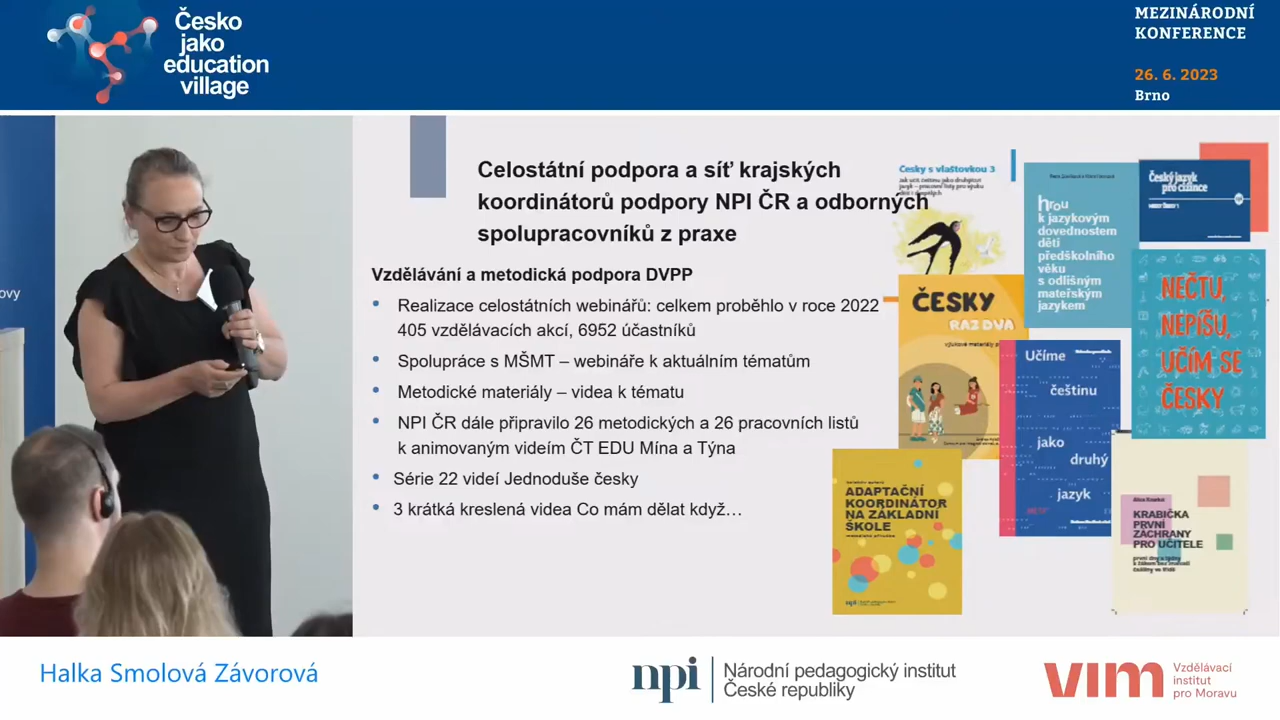 Česko
jako
education
village
MEZINÁRODNÍ
KONFERENCE
26. 6. 2023
Brno
ovy
Celostátní podpora a síť krajských
koordinátorů podpory NPI ČR a odborných
spolupracovníků z praxe
Vzdělávání a metodická podpora DVPP
• Realizace celostátních webinářů: celkem proběhlo v roce 2022
405 vzdělávacích akcí, 6952 účastníků
• Spolupráce s MŠMT – webináře k aktuálním tématům
• Metodické materiály – videa k tématu
• NPI ČR dále připravilo 26 metodických a 26 pracovních listů
k animovaným videím ČT EDU Mína a Týna
• Série 22 videí Jednoduše česky
• 3 krátká kreslená videa Co mám dělat když…
Česky s vlaštovkou 3
hrou
k jazykovým
dovednostem
dětí
předškolního
věku
s odlišným
mateřským
jazykem
Český jazyk
pro cizince
ČESKY
RAZ DVA
výukové materiály
NEČTU,
NEPÍŠU,
UČÍM SE
ČESKY
Učíme
češtinu
jako
druhý
jazyk
ADAPTAČNÍ
KOORDINÁTOR
NA ZÁKLADNÍ
ŠKOLE
metodická příručka
npi
KRABIČKA
PRVNÍ
ZÁCHRANY
PRO UČITELE
Halka Smolová Závorová
npi
Národní pedagogický institut
České republiky
vim
Vzdělávací
institut
pro Moravu